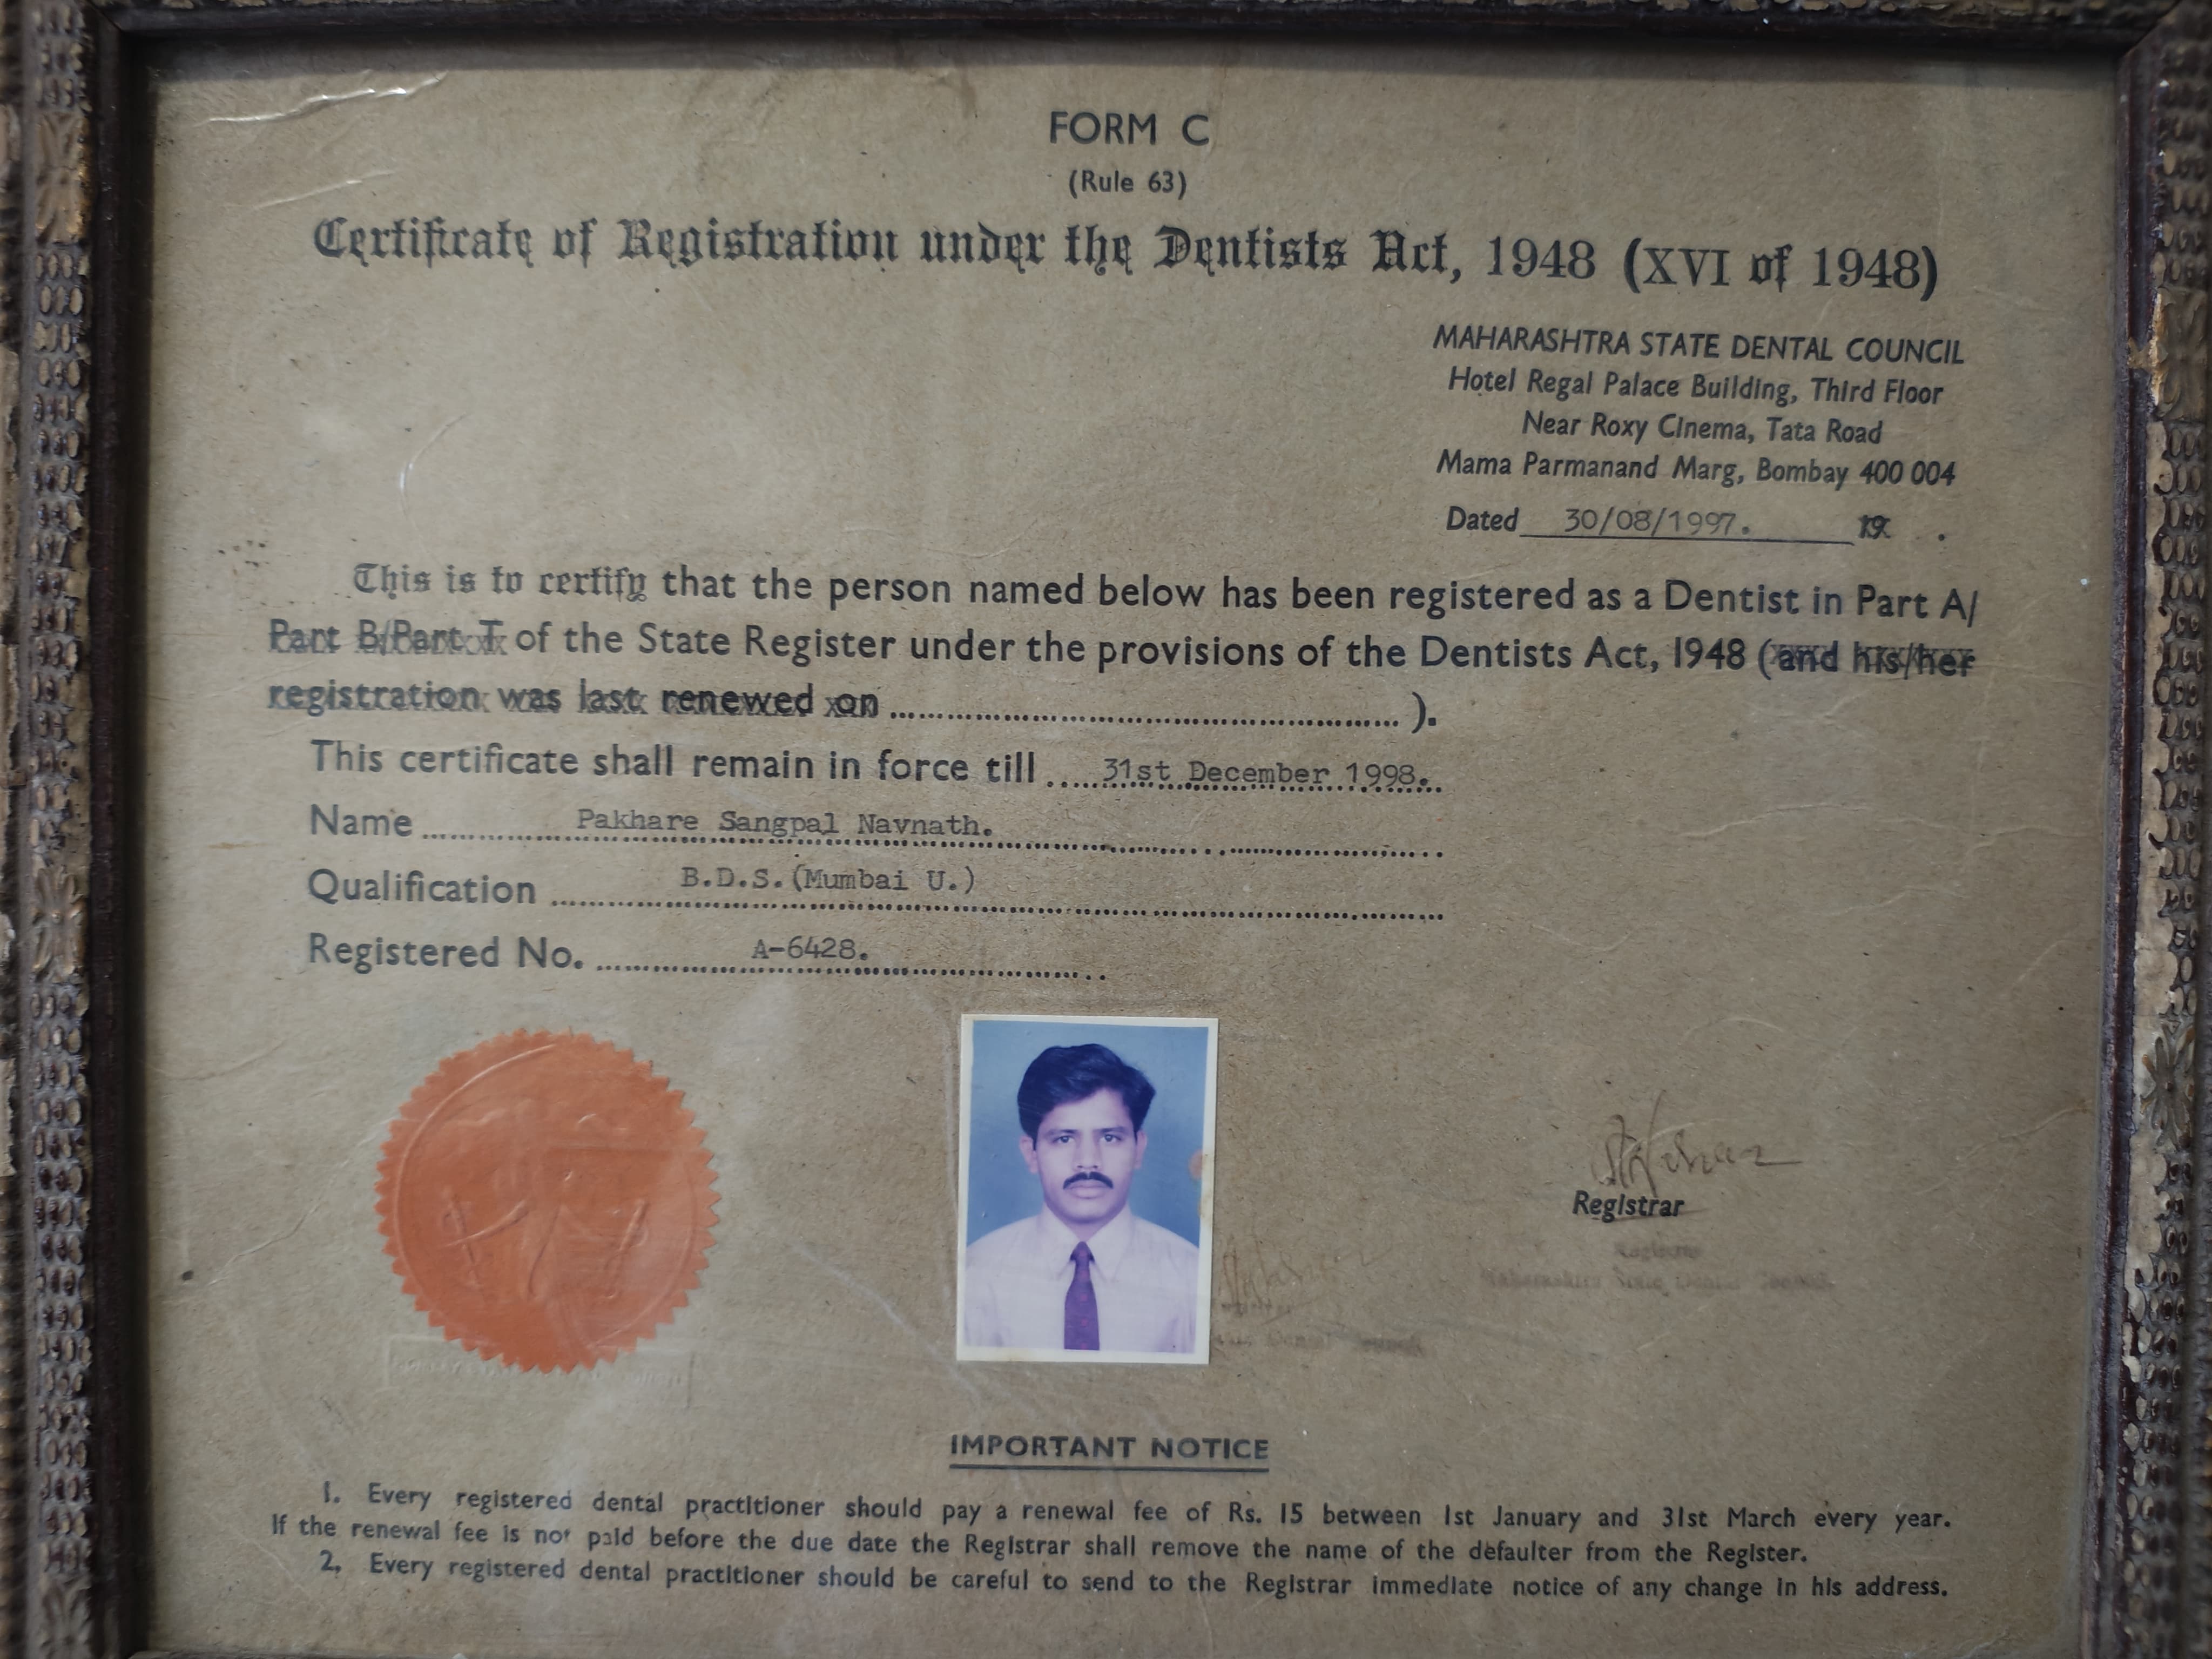 FORM C
(Rule 63)
Certificate of Registration under the Dentists Act, 1948 (XVI of 1948)
MAHARASHTRA STATE DENTAL COUNCIL
Hotel Regal Palace Building, Third Floor
Near Roxy Cinema, Tata Road
Mama Parmanand Marg, Bombay 400 004
Dated 30/08/1997. 19 .
This is to certify that the person named below has been registered as a Dentist in Part A/
Part B/Part T of the State Register under the provisions of the Dentists Act, 1948 (and his/her
registration was last renewed on .................... ).
This certificate shall remain in force till ....31st December 1998.
Name .......... Pakhare Sangpal Navnath.
Qualification .......... B.D.S.(Mumbai U.)
Registered No. .......... A-6428.
Registrar
Registrar
Maharashtra State Dental Council
Dental Council
IMPORTANT NOTICE
1. Every registered dental practitioner should pay a renewal fee of Rs. 15 between 1st January and 31st March every year.
If the renewal fee is not paid before the due date the Registrar shall remove the name of the defaulter from the Register.
2. Every registered dental practitioner should be careful to send to the Registrar immediate notice of any change in his address.